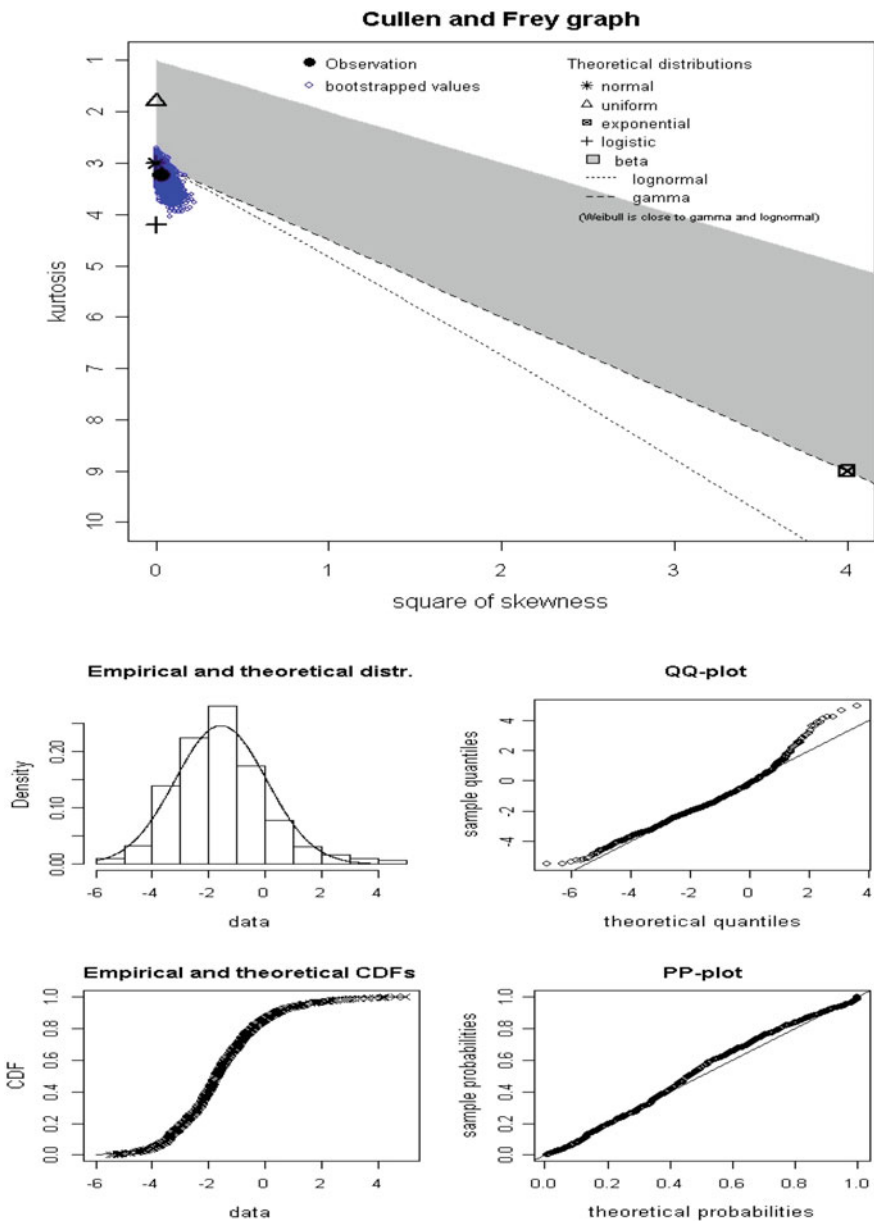 Cullen and Frey graph
Observation
bootstrapped values
Theoretical distributions
normal
uniform
exponential
logistic
beta
lognormal
gamma
(Weibull is close to gamma and lognormal)
kurtosis
1
2
3
4
5
6
7
8
9
10
0 1 2 3 4
square of skewness
Empirical and theoretical distr.
Density
0.00 0.10 0.20
-6 -4 -2 0 2 4
data
QQ-plot
sample quantiles
-4 0 2 4
-6 -4 -2 0 2 4
theoretical quantiles
Empirical and theoretical CDFs
CDF
0.0 0.2 0.4 0.6 0.8 1.0
-6 -4 -2 0 2 4
data
PP-plot
sample probabilities
0.0 0.2 0.4 0.6 0.8 1.0
0.0 0.2 0.4 0.6 0.8 1.0
theoretical probabilities